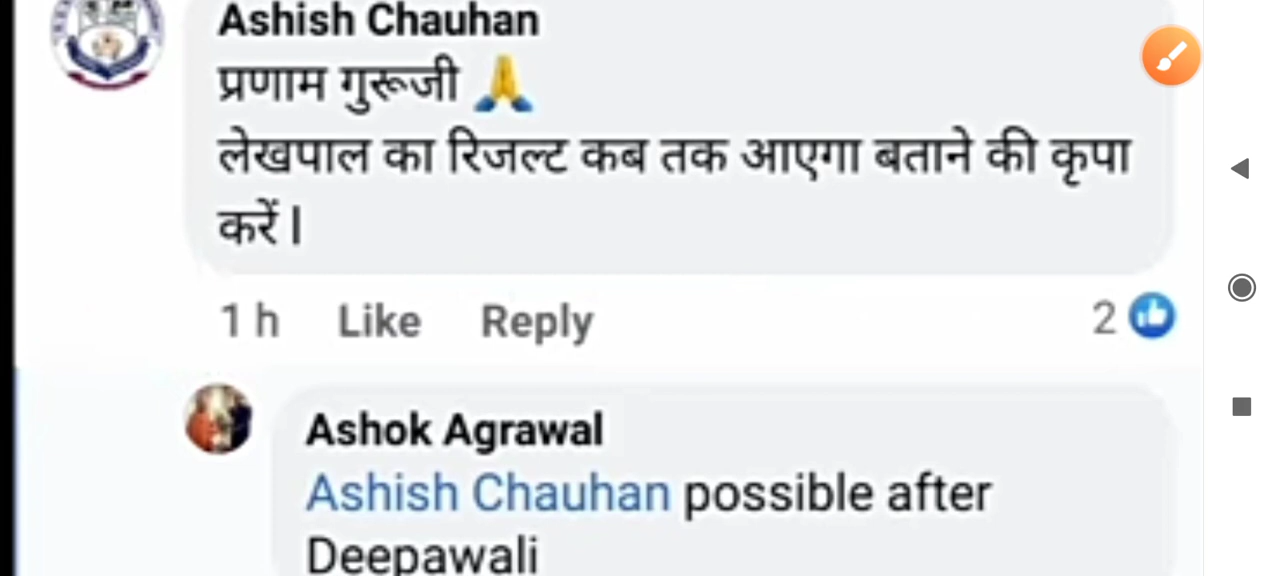 Ashish Chauhan
प्रणाम गुरूजी 🙏
लेखपाल का रिजल्ट कब तक आएगा बताने की कृपा
करें l
1 h Like Reply 2
Ashok Agrawal
Ashish Chauhan possible after
Deepawali